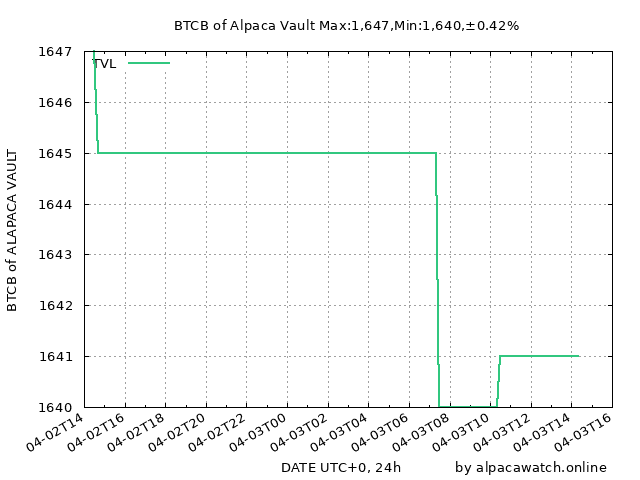 BTCB of Alpaca Vault Max:1,647,Min:1,640,±0.42%
TVL
BTCB of ALAPACA VAULT
1647
1646
1645
1644
1643
1642
1641
1640
04-02T14
04-02T16
04-02T18
04-02T20
04-02T22
04-03T00
04-03T02
04-03T04
04-03T06
04-03T08
04-03T10
04-03T12
04-03T14
04-03T16
DATE UTC+0, 24h
by alpacawatch.online